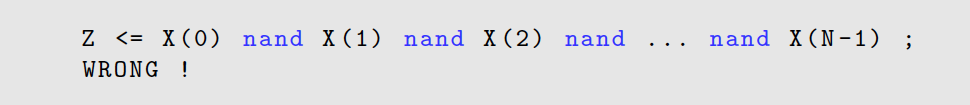 Z <= X(0) nand X(1) nand X(2) nand ... nand X(N-1) ;
WRONG !